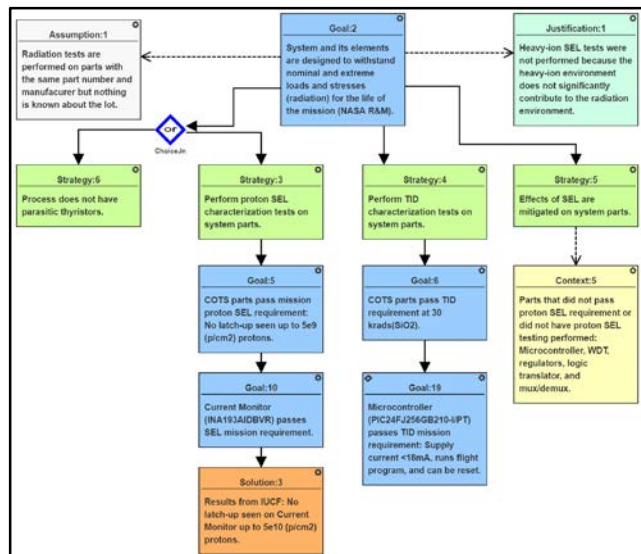 Assumption:1
Radiation tests are
performed on parts with
the same part number and
manufacurer but nothing
is known about the lot.
Goal:2
System and its elements
are designed to withstand
nominal and extreme
loads and stresses
(radiation) for the life of
the mission (NASA R&M).
Justification:1
Heavy-ion SEL tests were
not performed because the
heavy-ion environment
does not significantly
contribute to the radiation
environment.
or
ChoiceJn
Strategy:6
Process does not have
parasitic thyristors.
Strategy:3
Perform proton SEL
characterization tests on
system parts.
Strategy:4
Perform TID
characterization tests on
system parts.
Strategy:5
Effects of SEL are
mitigated on system parts.
Goal:5
COTS parts pass mission
proton SEL requirement:
No latch-up seen up to 5e9
(p/cm2) protons.
Goal:6
COTS parts pass TID
requirement at 30
krads(SiO2).
Context:5
Parts that did not pass
proton SEL requirement or
did not have proton SEL
testing performed:
Microcontroller, WDT,
regulators, logic
translator, and
mux/demux.
Goal:10
Current Monitor
(INA193AIDBVR) passes
SEL mission requirement.
Goal:19
Microcontroller
(PIC24FJ256GB210-I/PT)
passes TID mission
requirement: Supply
current <18mA, runs flight
program, and can be reset.
Solution:3
Results from IUCF: No
latch-up seen on Current
Monitor up to 5e10 (p/cm2)
protons.